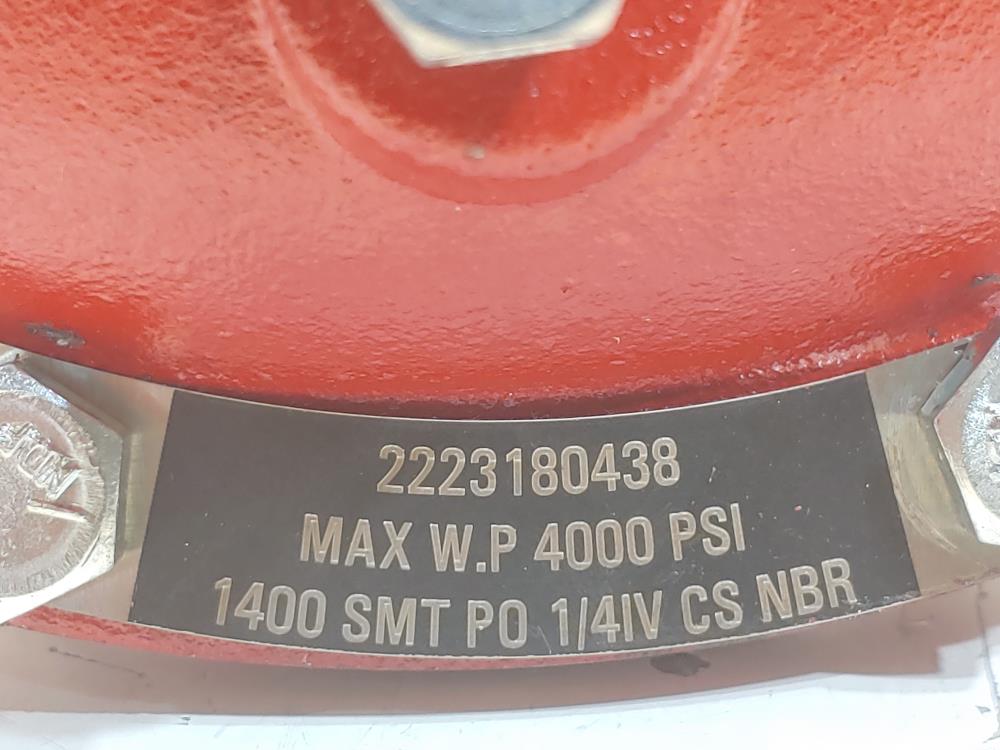 2223180438
MAX W.P 4000 PSI
1400 SMT PO 1/4IV CS NBR